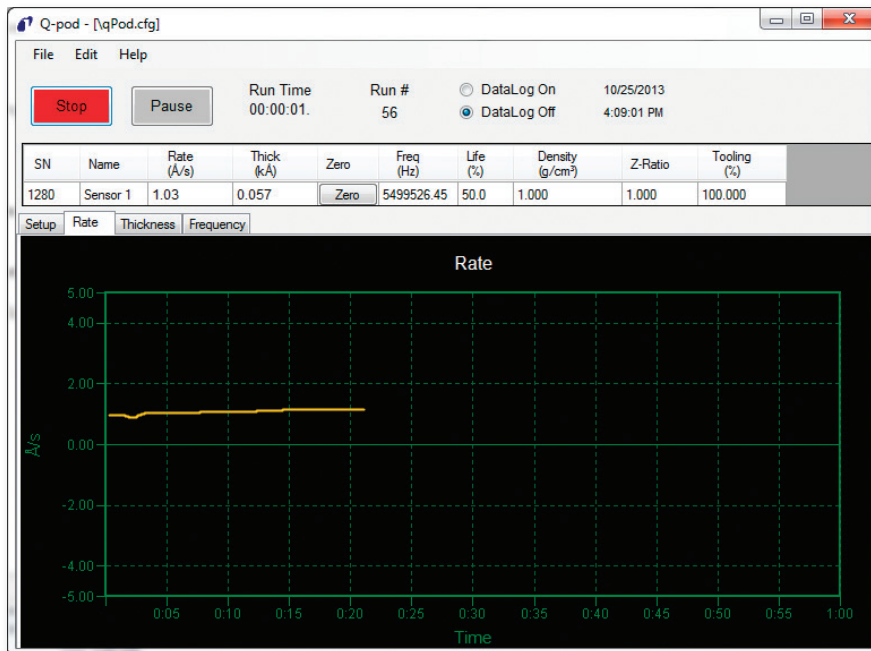 Q-pod - [\qPod.cfg]
File Edit Help
Stop Pause Run Time 00:00:01. Run # 56
DataLog On 10/25/2013
DataLog Off 4:09:01 PM
SN Name Rate (Å/s) Thick (kÅ) Zero Freq (Hz) Life (%) Density (g/cm³) Z-Ratio Tooling (%)
1280 Sensor 1 1.03 0.057 Zero 5499526.45 50.0 1.000 1.000 100.000
Setup Rate Thickness Frequency
Rate
5.00
4.00
2.00
0.00
-2.00
-4.00
-5.00
Å/s
0:05 0:10 0:15 0:20 0:25 0:30 0:35 0:40 0:45 0:50 0:55 1:00
Time